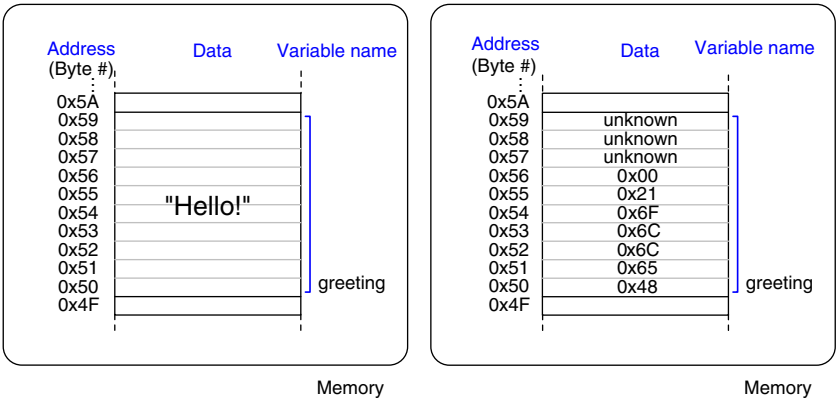 Address Data Variable name
(Byte #)
0x5A
0x59
0x58
0x57
0x56
0x55
0x54
0x53
0x52
0x51
0x50
0x4F
"Hello!"
greeting
Memory
Address Data Variable name
(Byte #)
0x5A
0x59 unknown
0x58 unknown
0x57 unknown
0x56 0x00
0x55 0x21
0x54 0x6F
0x53 0x6C
0x52 0x6C
0x51 0x65
0x50 0x48 greeting
0x4F
Memory